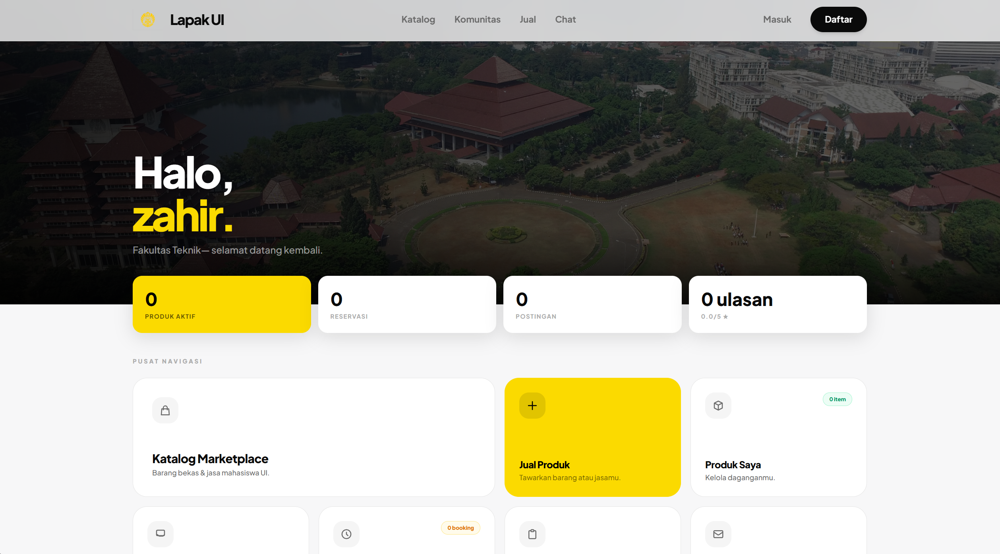 Lapak UI
Katalog
Komunitas
Jual
Chat
Masuk
Daftar
Halo,
zahir.
Fakultas Teknik— selamat datang kembali.
0
PRODUK AKTIF
0
RESERVASI
0
POSTINGAN
0 ulasan
0.0/5 ★
PUSAT NAVIGASI
Katalog Marketplace
Barang bekas & jasa mahasiswa UI.
Jual Produk
Tawarkan barang atau jasamu.
0 item
Produk Saya
Kelola daganganmu.
0 booking